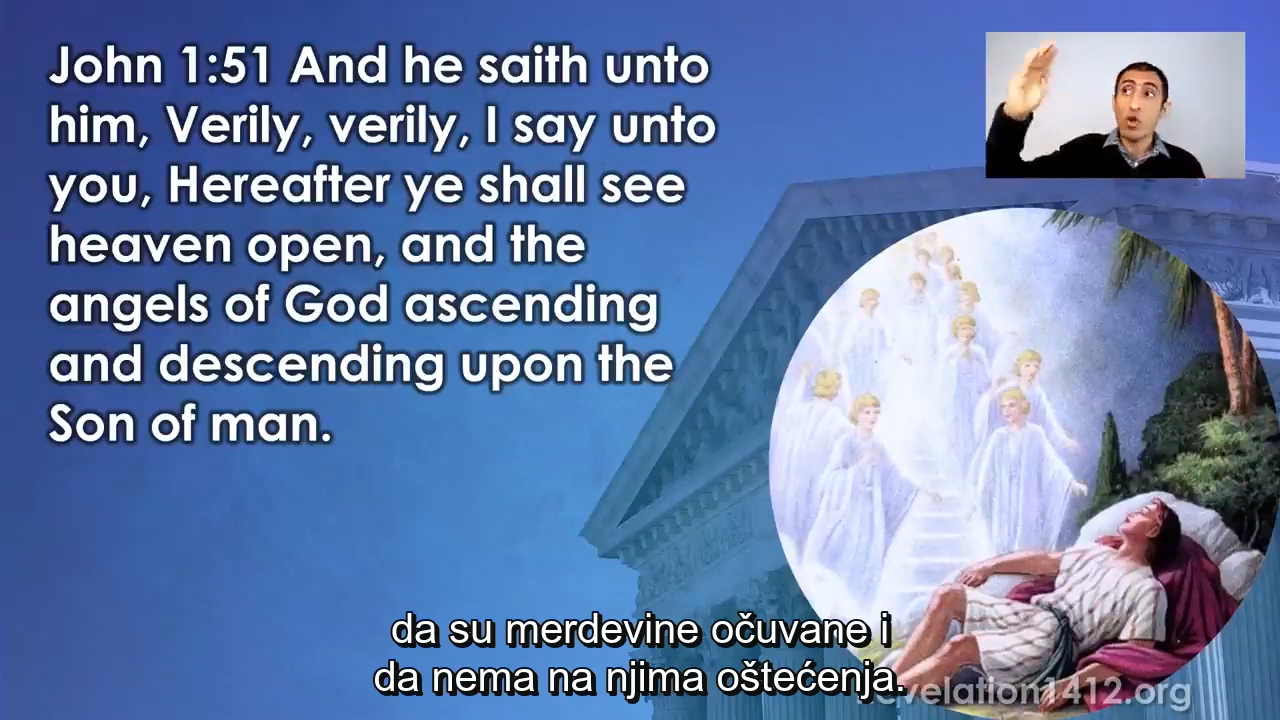 John 1:51 And he saith unto
him, Verily, verily, I say unto
you, Hereafter ye shall see
heaven open, and the
angels of God ascending
and descending upon the
Son of man.
da su merdevine očuvane i
da nema na njima oštećenja.
evelation1412.org